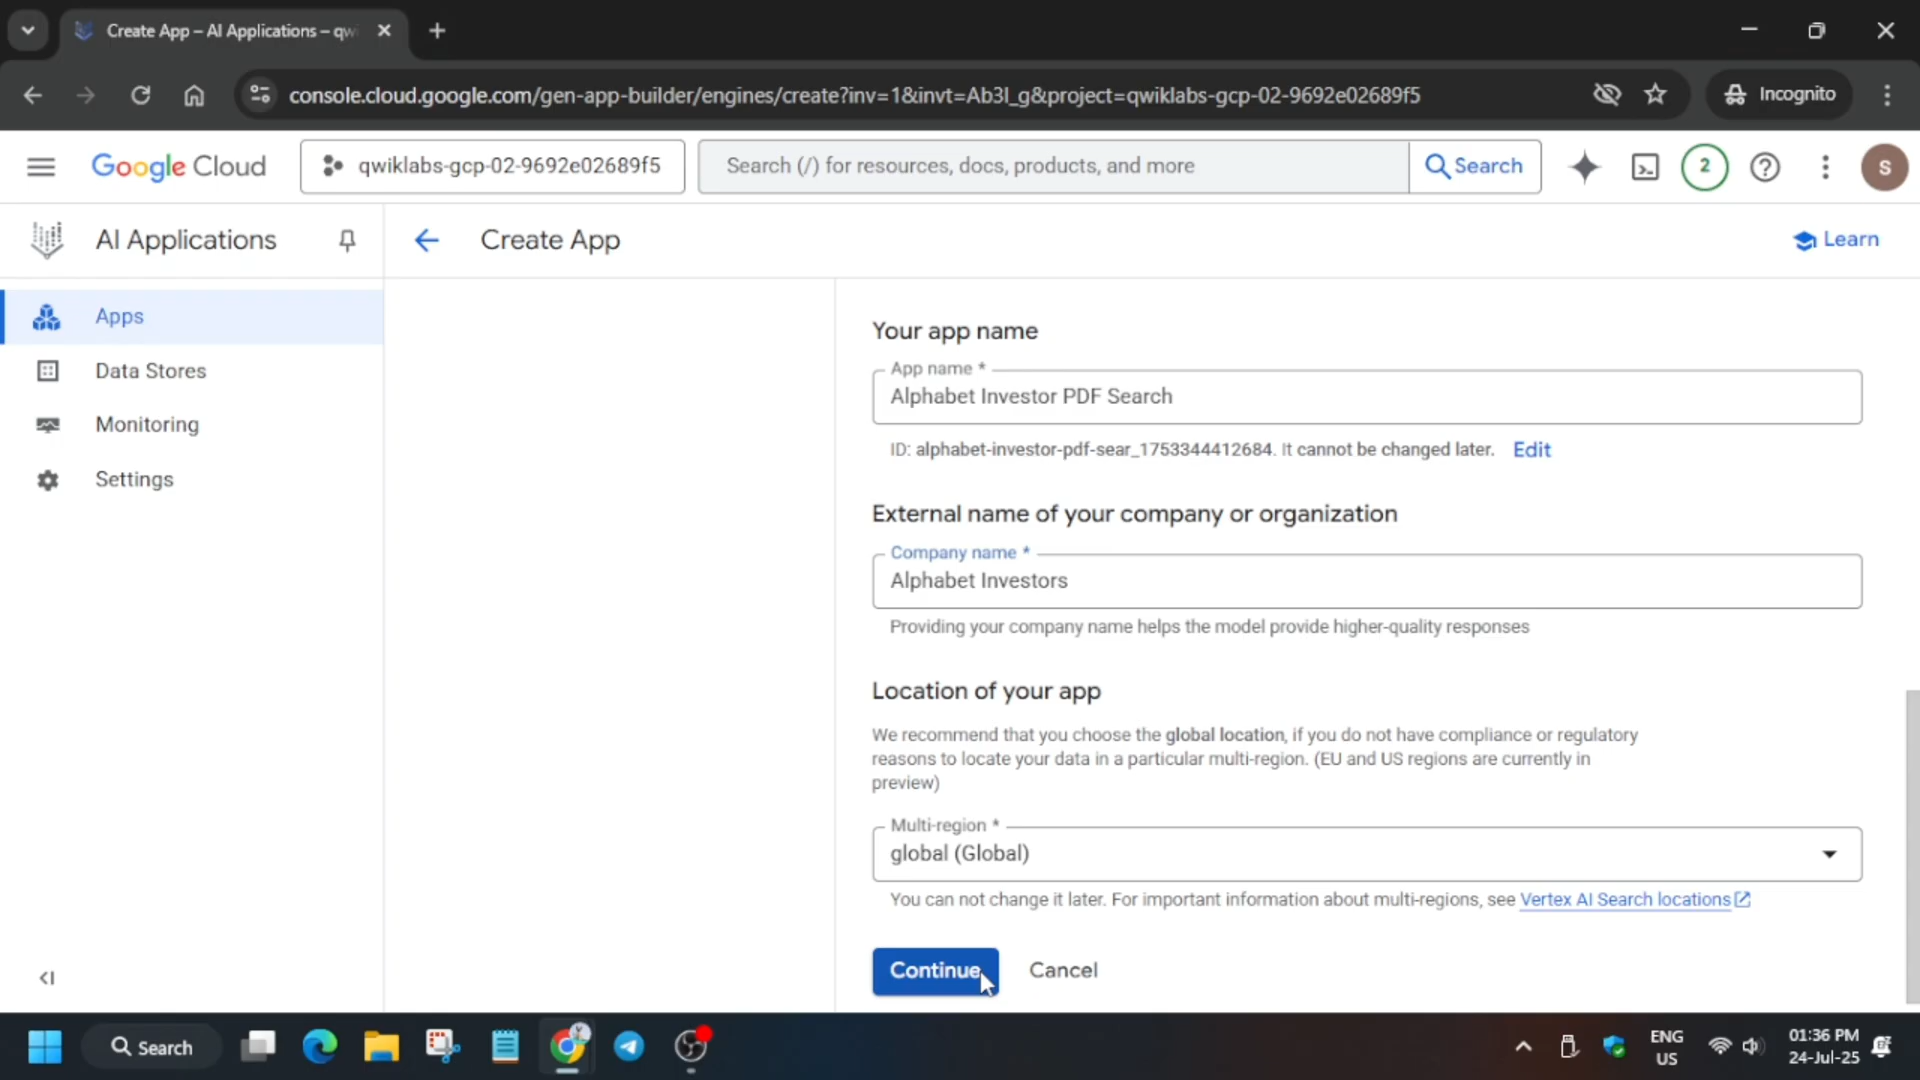 Create App – AI Applications – qw
console.cloud.google.com/gen-app-builder/engines/create?inv=1&invt=Ab3l_g&project=qwiklabs-gcp-02-9692e02689f5
Incognito
Google Cloud
qwiklabs-gcp-02-9692e02689f5
Search (/) for resources, docs, products, and more
Search
2
S
AI Applications
Create App
Learn
Apps
Data Stores
Monitoring
Settings
Your app name
App name *
Alphabet Investor PDF Search
ID: alphabet-investor-pdf-sear_1753344412684. It cannot be changed later. Edit
External name of your company or organization
Company name *
Alphabet Investors
Providing your company name helps the model provide higher-quality responses
Location of your app
We recommend that you choose the global location, if you do not have compliance or regulatory
reasons to locate your data in a particular multi-region. (EU and US regions are currently in
preview)
Multi-region *
global (Global)
You can not change it later. For important information about multi-regions, see Vertex AI Search locations
Continue
Cancel
Search
ENG
US
01:36 PM
24-Jul-25